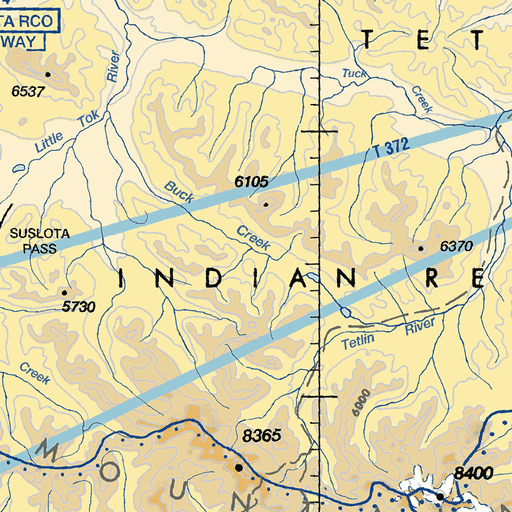 TA RCO
WAY
TET
6537
River
Tuck
Creek
Little Tok
T 372
6105
Buck
Creek
SUSLOTA
PASS
6370
INDIAN RE
5730
Tetlin River
Creek
6000
8365
8400
MOUN